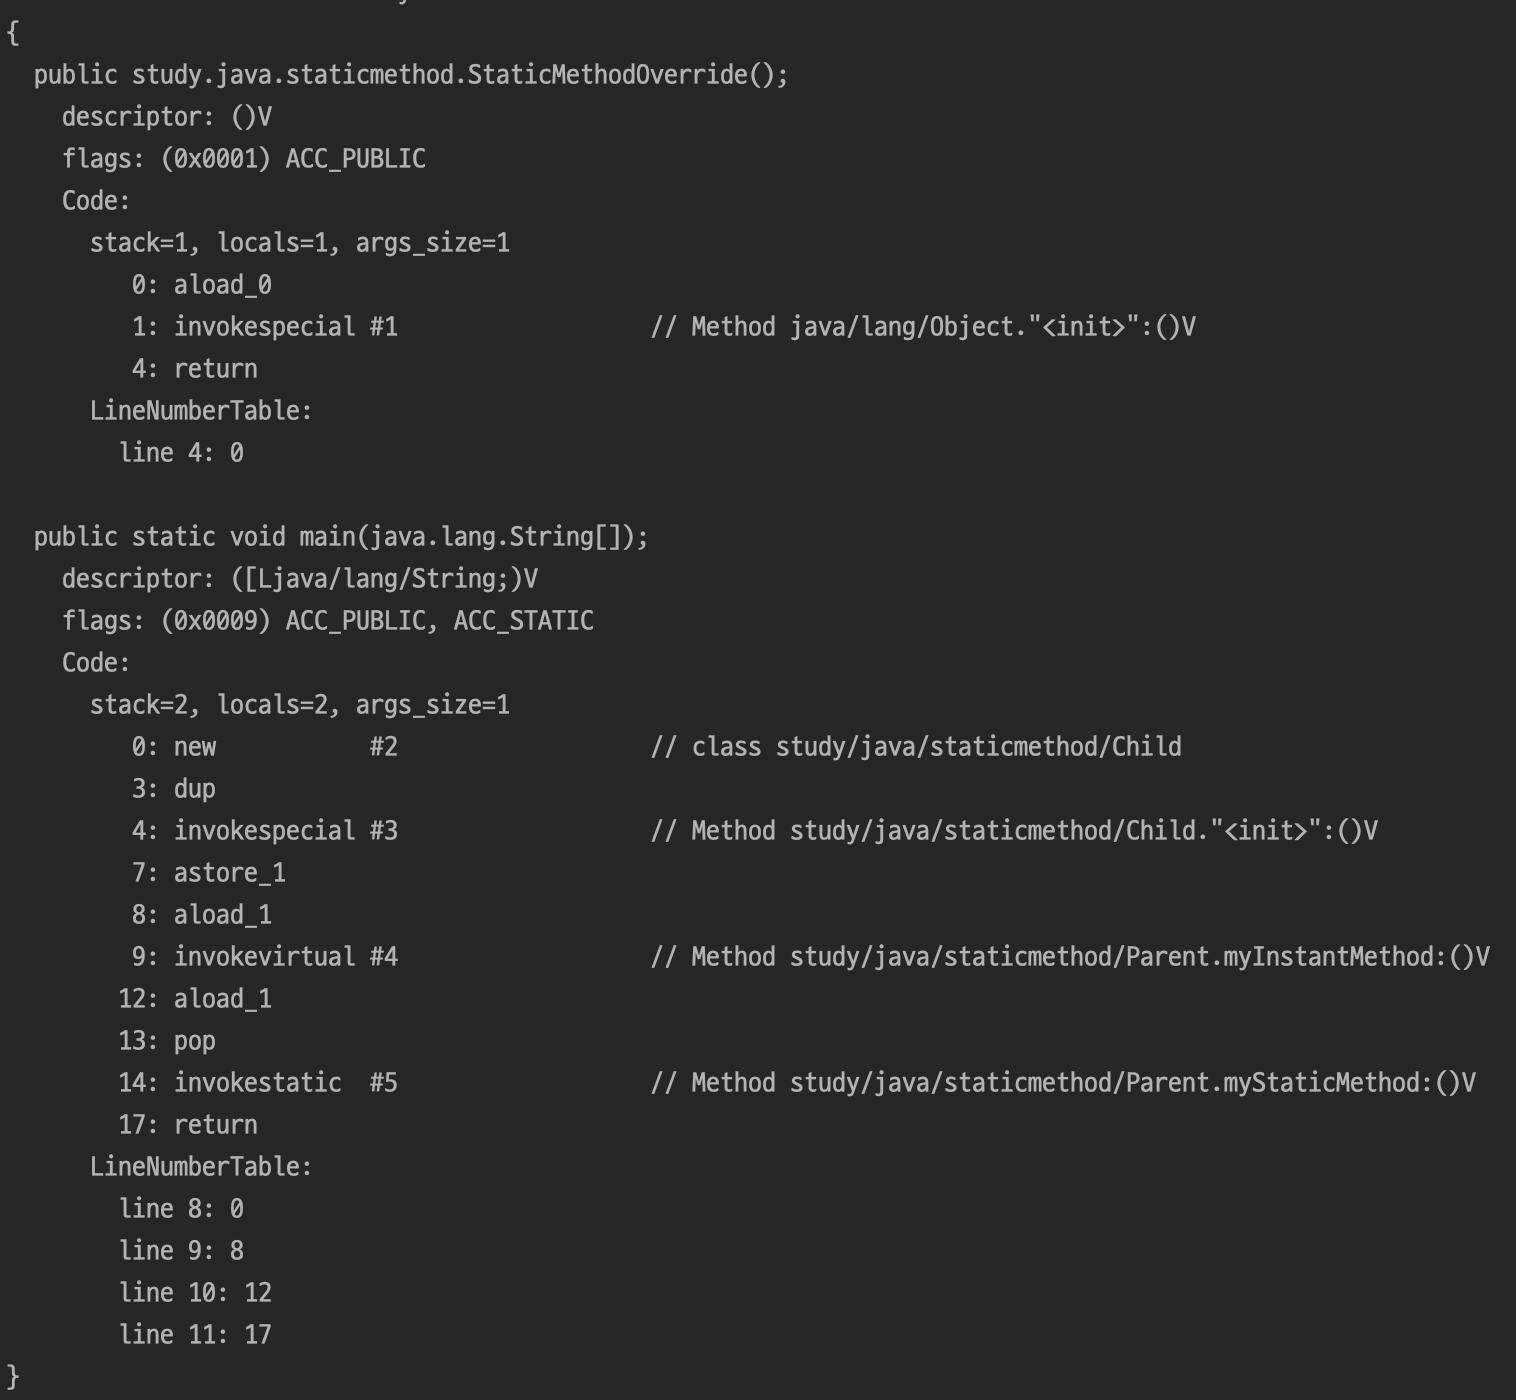 {
  public study.java.staticmethod.StaticMethodOverride();
    descriptor: ()V
    flags: (0x0001) ACC_PUBLIC
    Code:
      stack=1, locals=1, args_size=1
         0: aload_0
         1: invokespecial #1                  // Method java/lang/Object."<init>":()V
         4: return
      LineNumberTable:
        line 4: 0

  public static void main(java.lang.String[]);
    descriptor: ([Ljava/lang/String;)V
    flags: (0x0009) ACC_PUBLIC, ACC_STATIC
    Code:
      stack=2, locals=2, args_size=1
         0: new           #2                  // class study/java/staticmethod/Child
         3: dup
         4: invokespecial #3                  // Method study/java/staticmethod/Child."<init>":()V
         7: astore_1
         8: aload_1
         9: invokevirtual #4                  // Method study/java/staticmethod/Parent.myInstantMethod:()V
        12: aload_1
        13: pop
        14: invokestatic  #5                  // Method study/java/staticmethod/Parent.myStaticMethod:()V
        17: return
      LineNumberTable:
        line 8: 0
        line 9: 8
        line 10: 12
        line 11: 17
}